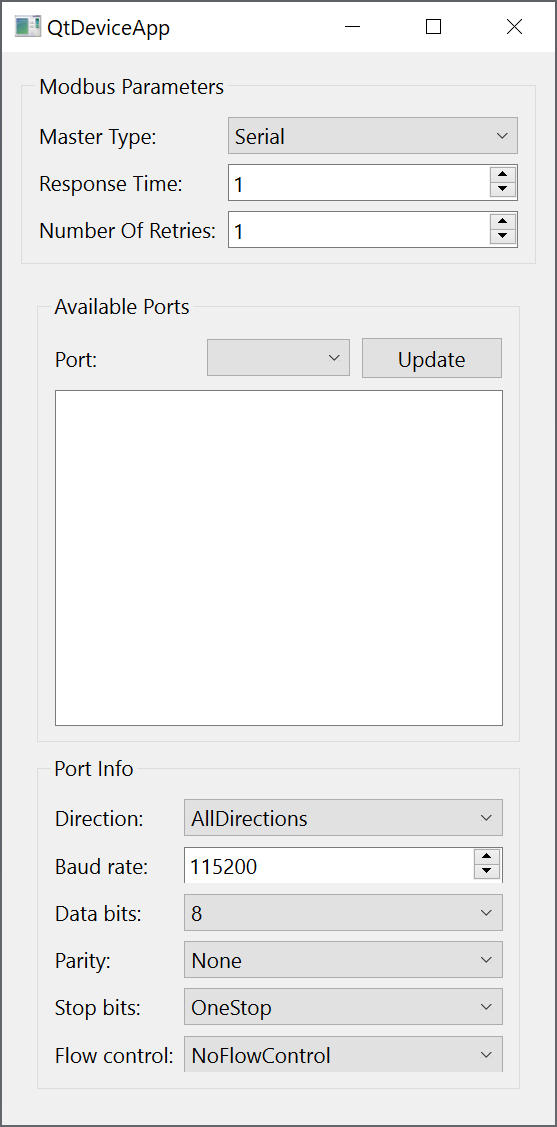 QtDeviceApp
Modbus Parameters
Master Type: Serial
Response Time: 1
Number Of Retries: 1
Available Ports
Port: Update
Port Info
Direction: AllDirections
Baud rate: 115200
Data bits: 8
Parity: None
Stop bits: OneStop
Flow control: NoFlowControl